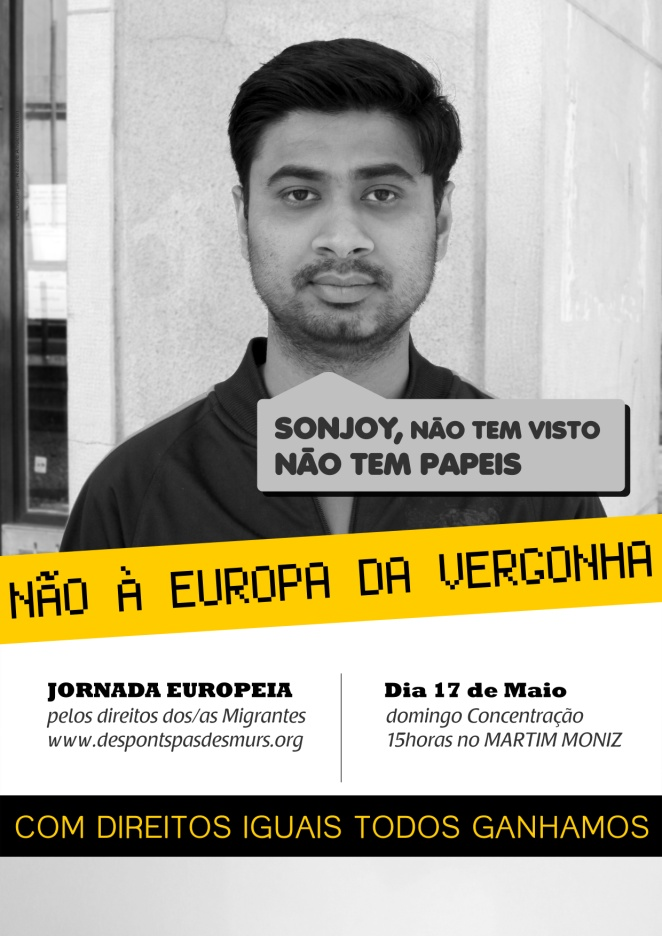 SONJOY, NÃO TEM VISTO
NÃO TEM PAPEIS
NÃO À EUROPA DA VERGONHA
JORNADA EUROPEIA
pelos direitos dos/as Migrantes
www.despontspasdesmurs.org
Dia 17 de Maio
domingo Concentração
15horas no MARTIM MONIZ
COM DIREITOS IGUAIS TODOS GANHAMOS